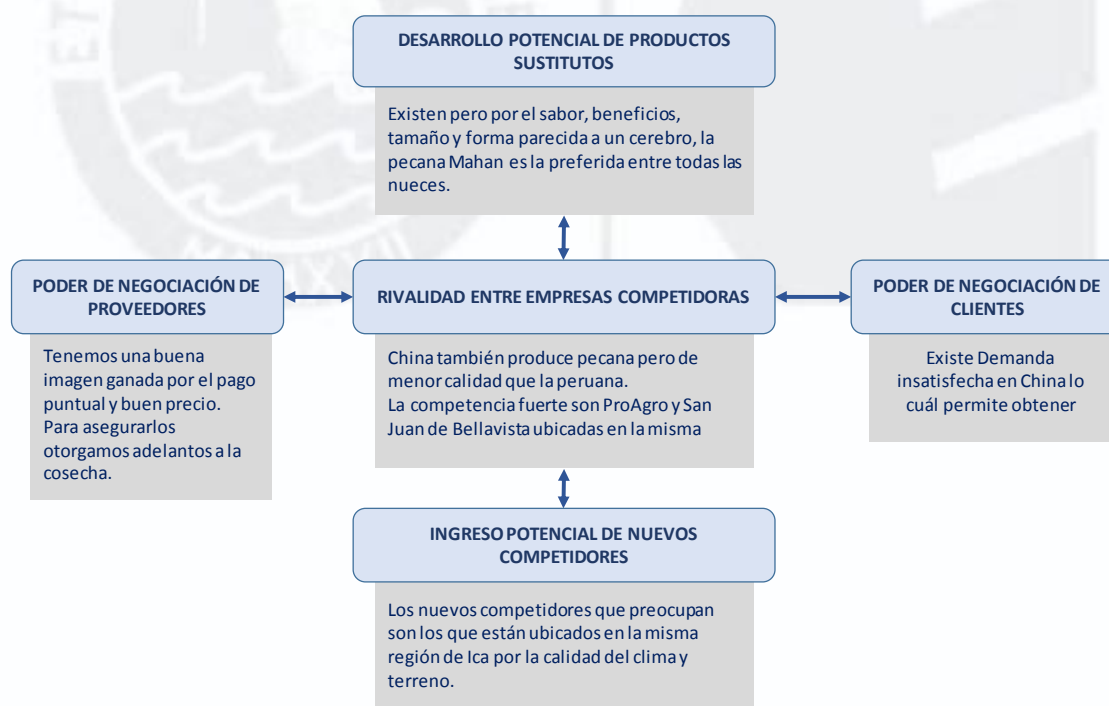 DESARROLLO POTENCIAL DE PRODUCTOS
SUSTITUTOS
Existen pero por el sabor, beneficios,
tamaño y forma parecida a un cerebro, la
pecana Mahan es la preferida entre todas las
nueces.
PODER DE NEGOCIACIÓN DE
PROVEEDORES
Tenemos una buena
imagen ganada por el pago
puntual y buen precio.
Para asegurarlos
otorgamos adelantos a la
cosecha.
RIVALIDAD ENTRE EMPRESAS COMPETIDORAS
China también produce pecana pero de
menor calidad que la peruana.
La competencia fuerte son ProAgro y San
Juan de Bellavista ubicadas en la misma
PODER DE NEGOCIACIÓN DE
CLIENTES
Existe Demanda
insatisfecha en China lo
cuál permite obtener
INGRESO POTENCIAL DE NUEVOS
COMPETIDORES
Los nuevos competidores que preocupan
son los que están ubicados en la misma
región de Ica por la calidad del clima y
terreno.